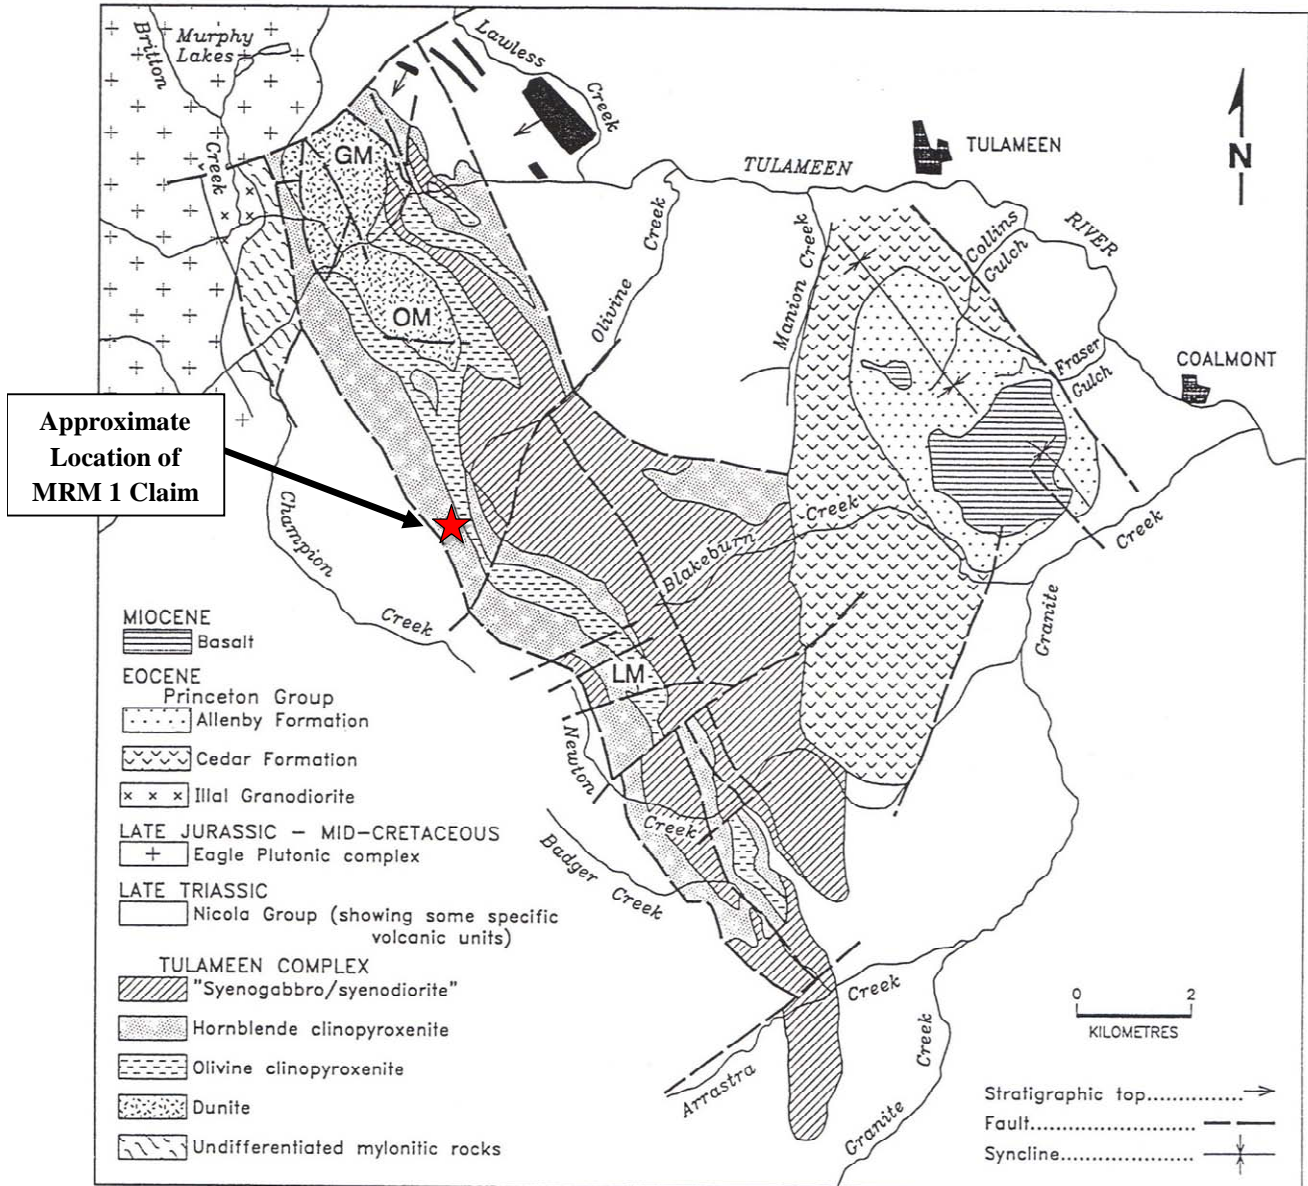 Britton
Creek
Murphy
Lakes
Lawless
Creek
GM
OM
LM
TULAMEEN
TULAMEEN
RIVER
N
Olivine
Creek
Manion
Creek
Collins
Gulch
Fraser
Gulch
COALMONT
Approximate
Location of
MRM 1 Claim
Champion
Creek
Blakeburn
Creek
Granite
Creek
Newton
Creek
Badger
Creek
Arrastra
Creek
Granite
Creek
MIOCENE
Basalt
EOCENE
Princeton Group
Allenby Formation
Cedar Formation
Illal Granodiorite
LATE JURASSIC – MID-CRETACEOUS
Eagle Plutonic complex
LATE TRIASSIC
Nicola Group (showing some specific
volcanic units)
TULAMEEN COMPLEX
"Syenogabbro/syenodiorite"
Hornblende clinopyroxenite
Olivine clinopyroxenite
Dunite
Undifferentiated mylonitic rocks
0 2
KILOMETRES
Stratigraphic top...............
Fault............................
Syncline.......................